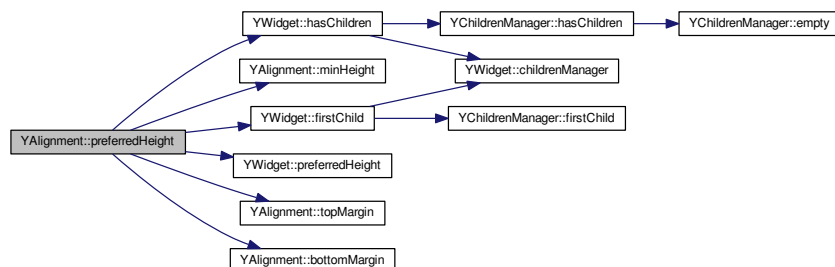 YWidget::hasChildren
YChildrenManager::hasChildren
YChildrenManager::empty
YAlignment::minHeight
YWidget::childrenManager
YWidget::firstChild
YChildrenManager::firstChild
YAlignment::preferredHeight
YWidget::preferredHeight
YAlignment::topMargin
YAlignment::bottomMargin